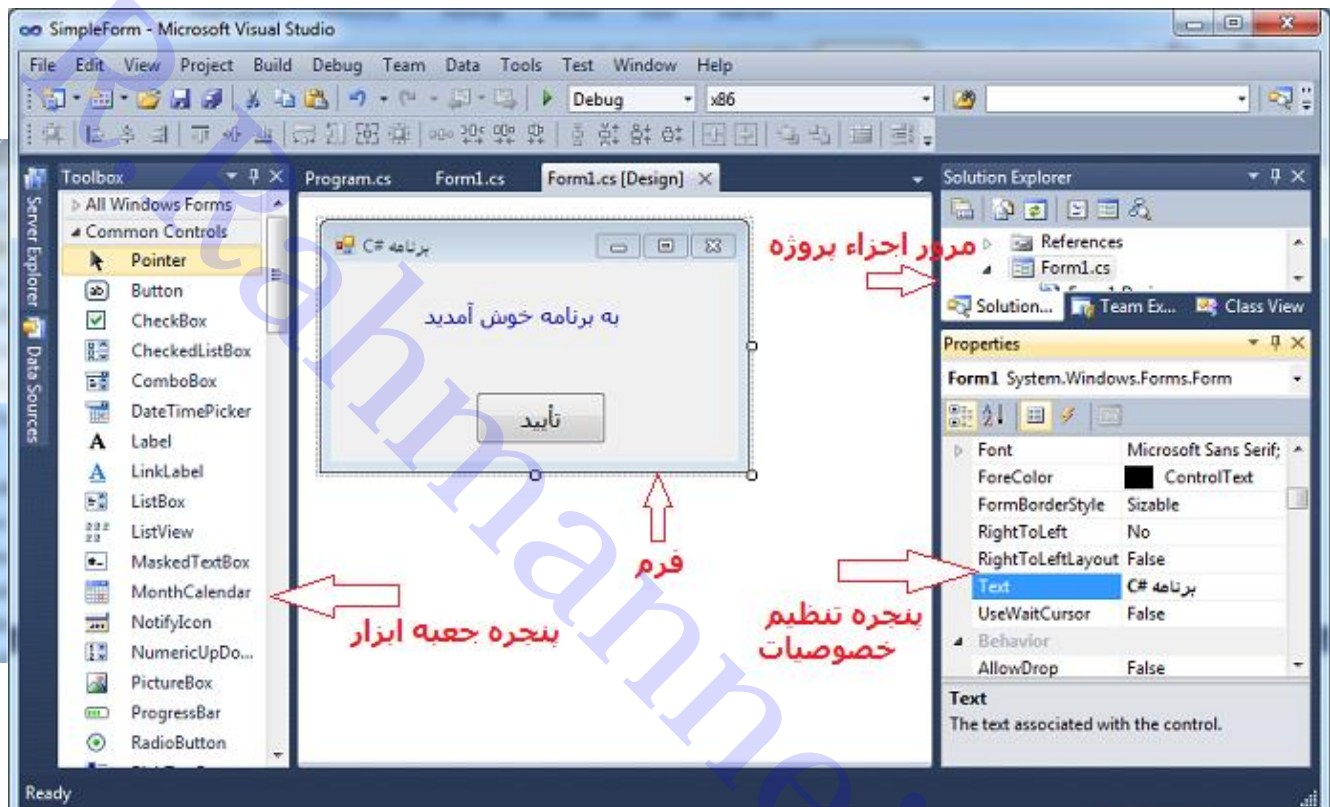 SimpleForm - Microsoft Visual Studio
File Edit View Project Build Debug Team Data Tools Test Window Help
Debug x86
Server Explorer
Data Sources
Toolbox
All Windows Forms
Common Controls
Pointer
Button
CheckBox
CheckedListBox
ComboBox
DateTimePicker
Label
LinkLabel
ListBox
ListView
MaskedTextBox
MonthCalendar
NotifyIcon
NumericUpDo...
PictureBox
ProgressBar
RadioButton
Program.cs Form1.cs Form1.cs [Design]
برنامه C#
به برنامه خوش آمدید
تأیید
فرم
پنجره جعبه ابزار
مرور اجزاء پروژه
پنجره تنظیم
خصوصیات
Solution Explorer
References
Form1.cs
Solution... Team Ex... Class View
Properties
Form1 System.Windows.Forms.Form
Font Microsoft Sans Serif;
ForeColor ControlText
FormBorderStyle Sizable
RightToLeft No
RightToLeftLayout False
Text برنامه C#
UseWaitCursor False
Behavior
AllowDrop False
Text
The text associated with the control.
Ready